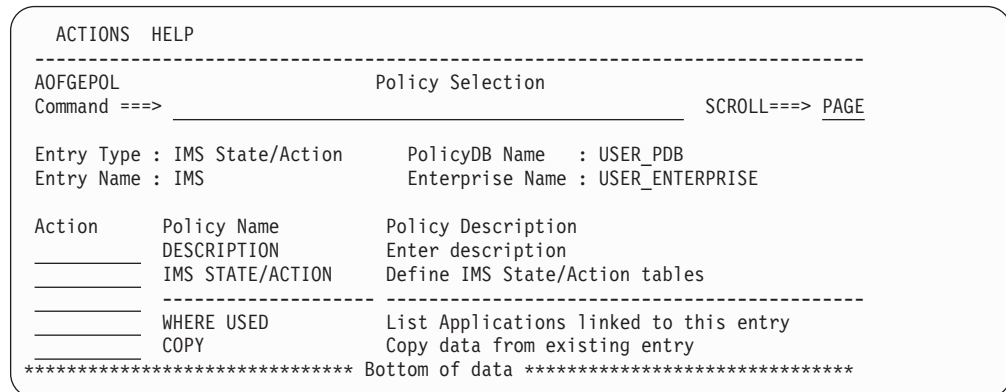 ACTIONS HELP
------------------------------------------------------------------------------
AOFGEPOL Policy Selection
Command ===> SCROLL===> PAGE
Entry Type : IMS State/Action PolicyDB Name : USER_PDB
Entry Name : IMS Enterprise Name : USER_ENTERPRISE
Action Policy Name Policy Description
DESCRIPTION Enter description
IMS STATE/ACTION Define IMS State/Action tables
-------------------- ---------------------------------------------
WHERE USED List Applications linked to this entry
COPY Copy data from existing entry
******************************* Bottom of data *******************************